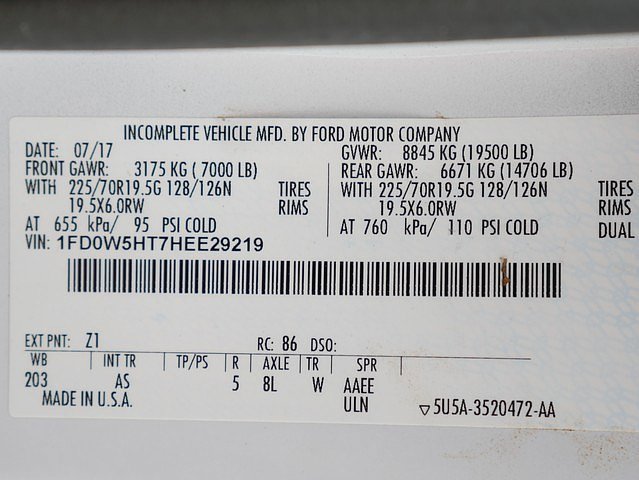 INCOMPLETE VEHICLE MFD. BY FORD MOTOR COMPANY
DATE: 07/17 GVWR: 8845 KG (19500 LB)
FRONT GAWR: 3175 KG ( 7000 LB) REAR GAWR: 6671 KG (14706 LB)
WITH 225/70R19.5G 128/126N TIRES WITH 225/70R19.5G 128/126N TIRES
19.5X6.0RW RIMS 19.5X6.0RW RIMS
AT 655 kPa/ 95 PSI COLD AT 760 kPa/ 110 PSI COLD DUAL
VIN: 1FD0W5HT7HEE29219
EXT PNT: Z1 RC: 86 DSO:
WB INT TR TP/PS R AXLE TR SPR
203 AS 5 8L W AAEE
MADE IN U.S.A. ULN 5U5A-3520472-AA